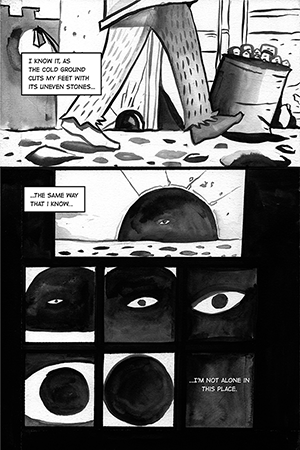 I KNOW IT, AS
THE COLD GROUND
CUTS MY FEET WITH
ITS UNEVEN STONES...
...THE SAME WAY
THAT I KNOW...
...I'M NOT ALONE IN
THIS PLACE.